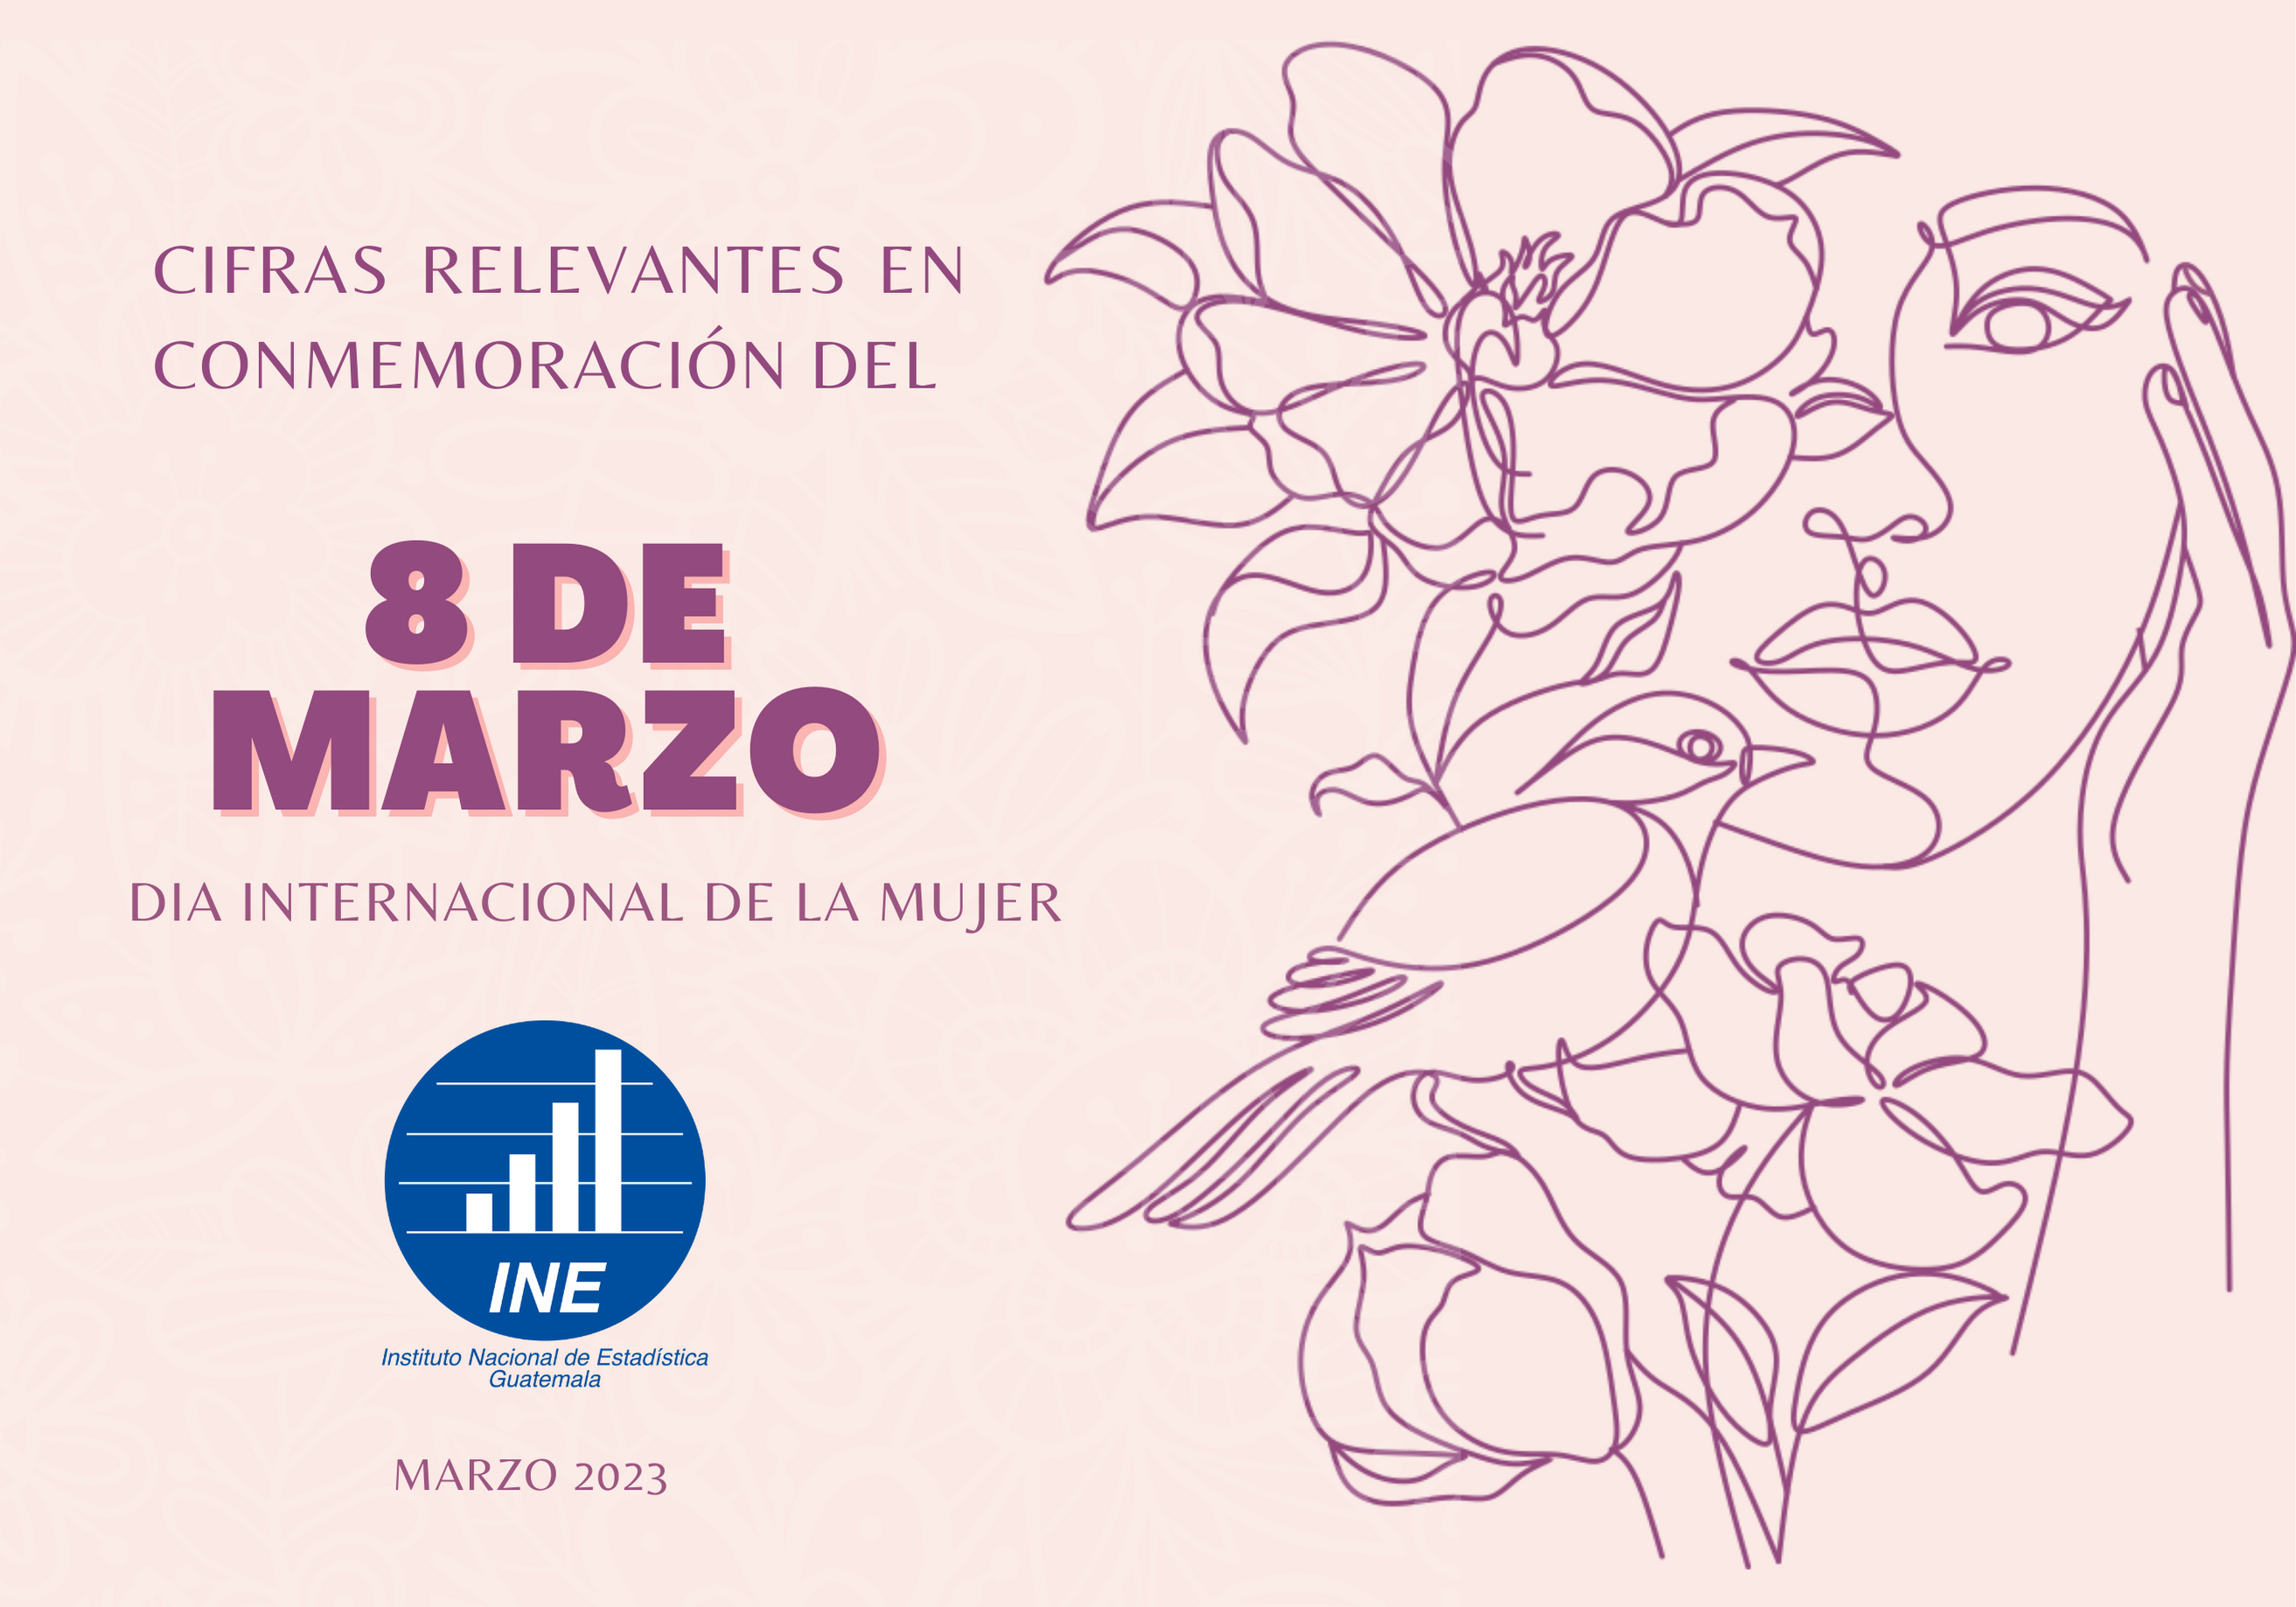 CIFRAS RELEVANTES EN
CONMEMORACIÓN DEL
8 DE
MARZO
DIA INTERNACIONAL DE LA MUJER
INE
Instituto Nacional de Estadística
Guatemala
MARZO 2023